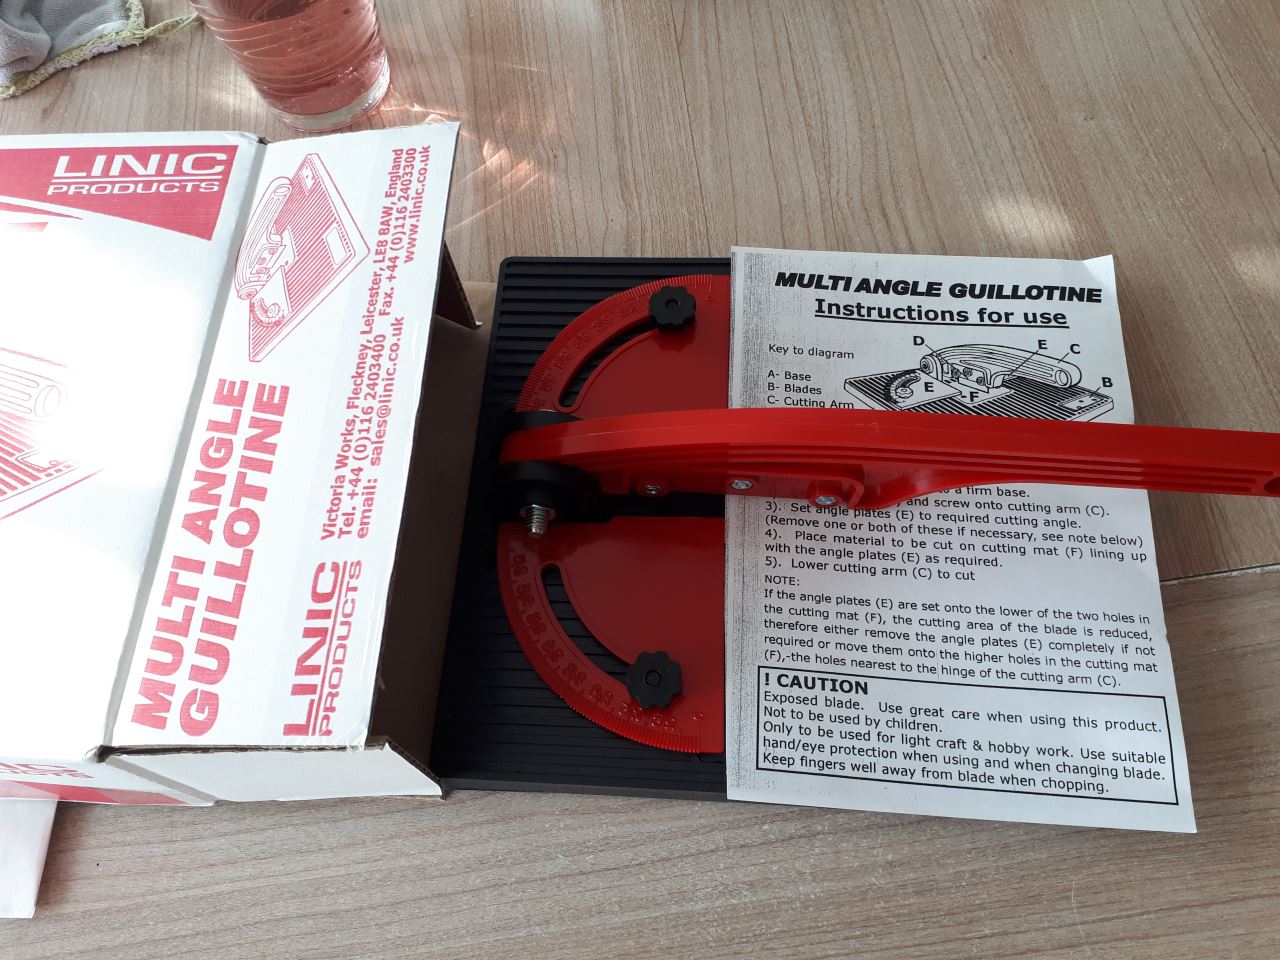 LINIC
PRODUCTS
MULTI ANGLE
GUILLOTINE
LINIC
PRODUCTS
Victoria Works, Fleckney, Leicester, LE8 8AW, England
Tel. +44 (0)116 2403400 Fax. +44 (0)116 2403300
email: sales@linic.co.uk www.linic.co.uk
PRODUCTS
MULTI ANGLE GUILLOTINE
Instructions for use
Key to diagram
A- Base
B- Blades
C- Cutting Arm
D
E
C
B
E
F
to a firm base.
and screw onto cutting arm (C).
3). Set angle plates (E) to required cutting angle.
(Remove one or both of these if necessary, see note below)
4). Place material to be cut on cutting mat (F) lining up
with the angle plates (E) as required.
5). Lower cutting arm (C) to cut
NOTE:
If the angle plates (E) are set onto the lower of the two holes in
the cutting mat (F), the cutting area of the blade is reduced,
therefore either remove the angle plates (E) completely if not
required or move them onto the higher holes in the cutting mat
(F),-the holes nearest to the hinge of the cutting arm (C).
! CAUTION
Exposed blade. Use great care when using this product.
Not to be used by children.
Only to be used for light craft & hobby work. Use suitable
hand/eye protection when using and when changing blade.
Keep fingers well away from blade when chopping.